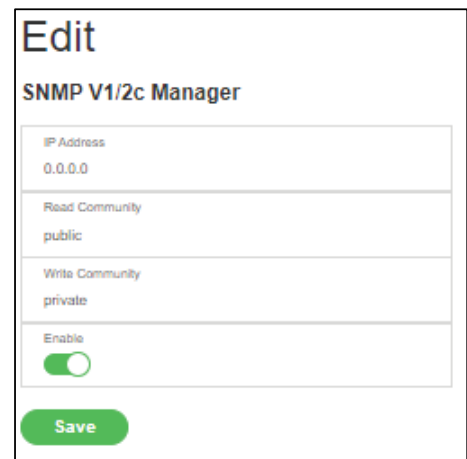 Edit
SNMP V1/2c Manager
IP Address
0.0.0.0
Read Community
public
Write Community
private
Enable
Save